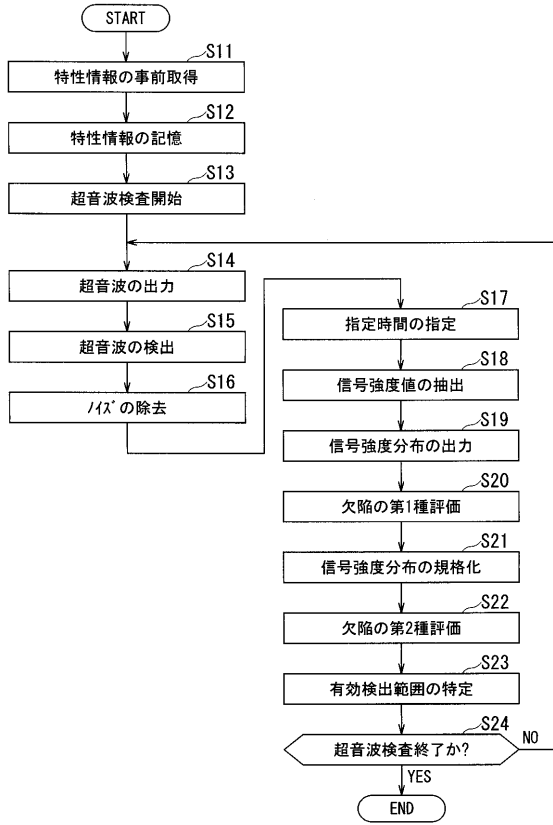 START
S11
特性情報の事前取得
S12
特性情報の記憶
S13
超音波検査開始
S14
超音波の出力
S15
超音波の検出
S16
ﾉｲｽﾞの除去
S17
指定時間の指定
S18
信号強度値の抽出
S19
信号強度分布の出力
S20
欠陥の第1種評価
S21
信号強度分布の規格化
S22
欠陥の第2種評価
S23
有効検出範囲の特定
S24
超音波検査終了か?
NO
YES
END